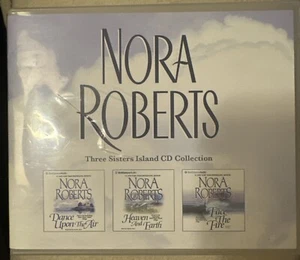 NORA
ROBERTS
Three Sisters Island CD Collection
NORA
ROBERTS
Dance
Upon The Air
NORA
ROBERTS
Heaven
And Earth
NORA
ROBERTS
Face
The Fire